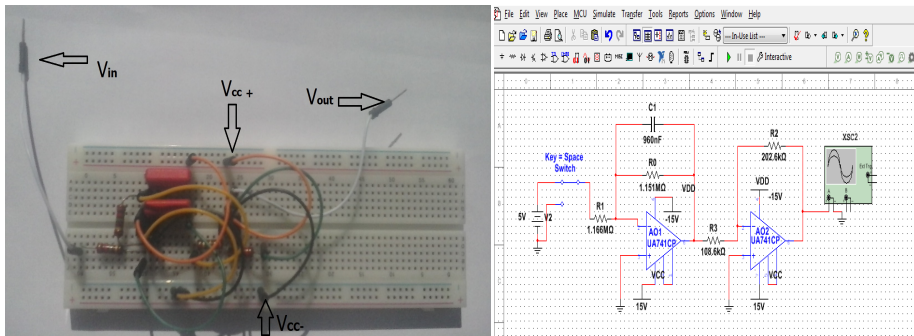 Vin
Vcc +
Vout
Vcc-
File Edit View Place MCU Simulate Transfer Tools Reports Options Window Help
--- In-Use List ---
Interactive
C1
960nF
R2
202.6kΩ
XSC2
Key = Space
Switch
R0
1.151MΩ
VDD
VDD
-15V
-15V
5V
V2
R1
1.166MΩ
AO1
UA741CP
R3
108.6kΩ
AO2
UA741CP
VCC
VCC
15V
15V